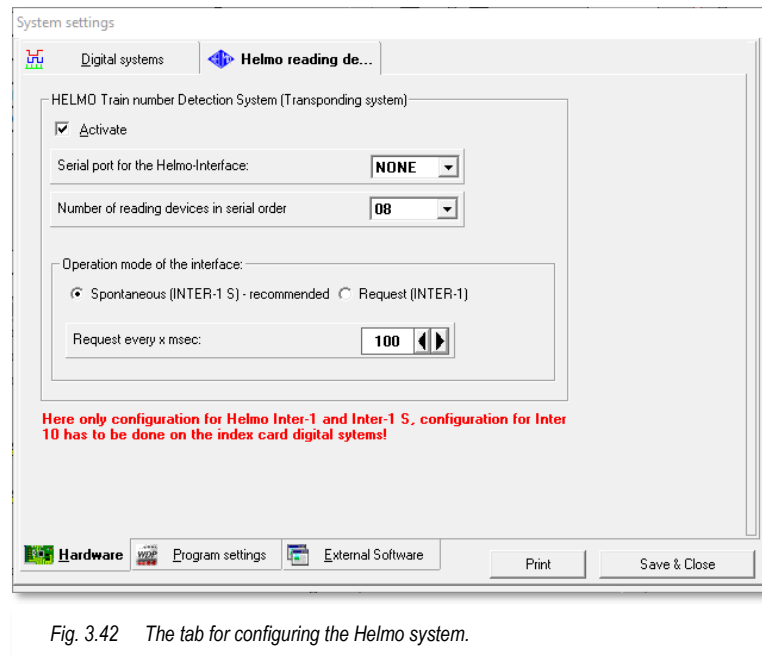 System settings
Digital systems
Helmo reading de...
HELMO Train number Detection System (Transponding system)
Activate
Serial port for the Helmo-Interface:
NONE
Number of reading devices in serial order
08
Operation mode of the interface:
Spontaneous (INTER-1 S) - recommended
Request (INTER-1)
Request every x msec:
100
Here only configuration for Helmo Inter-1 and Inter-1 S, configuration for Inter
10 has to be done on the index card digital sytems!
Hardware
WDP
Program settings
External Software
Print
Save & Close
Fig. 3.42 The tab for configuring the Helmo system.